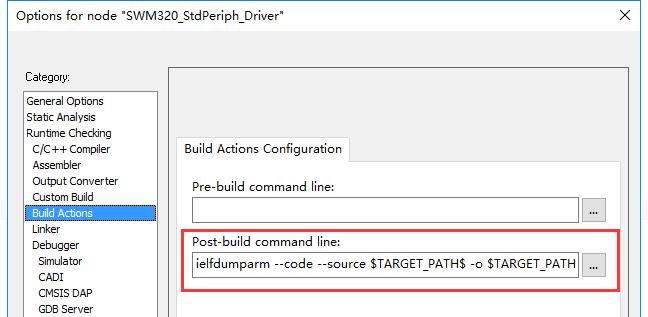 Options for node "SWM320_StdPeriph_Driver"
Category:
General Options
Static Analysis
Runtime Checking
C/C++ Compiler
Assembler
Output Converter
Custom Build
Build Actions
Linker
Debugger
Simulator
CADI
CMSIS DAP
GDB Server
Build Actions Configuration
Pre-build command line:
...
Post-build command line:
ielfdumparm --code --source $TARGET_PATH$ -o $TARGET_PATH
...